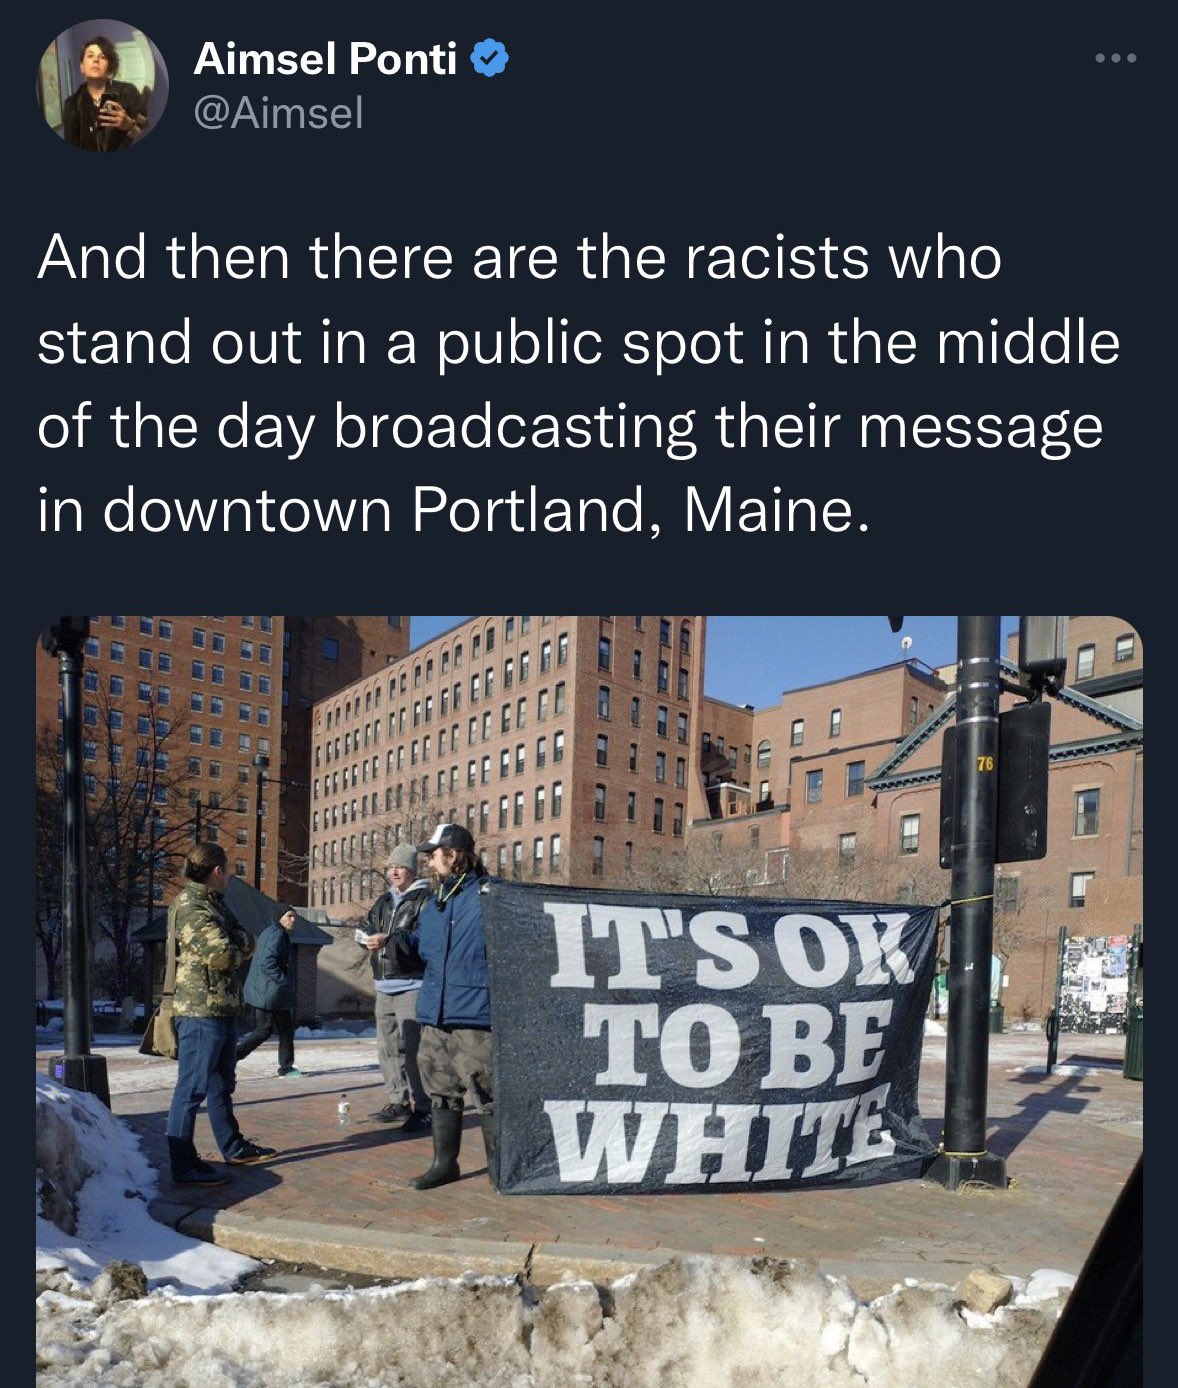 Aimsel Ponti
@Aimsel
And then there are the racists who
stand out in a public spot in the middle
of the day broadcasting their message
in downtown Portland, Maine.
76
IT'S OK
TO BE
WHITE